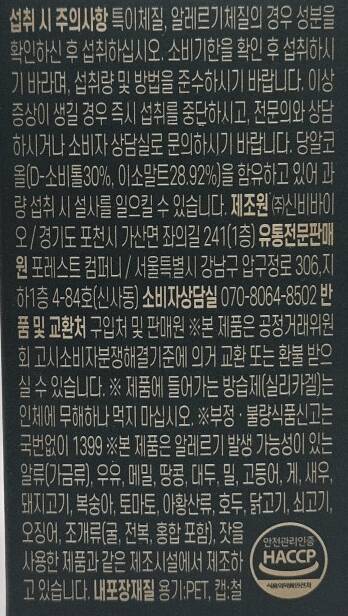 섭취 시 주의사항 특이체질, 알레르기체질의 경우 성분을
확인하신 후 섭취하십시오. 소비기한을 확인 후 섭취하시
기 바라며, 섭취량 및 방법을 준수하시기 바랍니다. 이상
증상이 생길 경우 즉시 섭취를 중단하시고, 전문의와 상담
하시거나 소비자 상담실로 문의하시기 바랍니다. 당알코
올(D-소비톨30%, 이소말트28.92%)을 함유하고 있어 과
량 섭취 시 설사를 일으킬 수 있습니다. 제조원 ㈜신비바이
오 / 경기도 포천시 가산면 좌의길 241(1층) 유통전문판매
원 포레스트 컴퍼니 / 서울특별시 강남구 압구정로 306,지
하1층 4-84호(신사동) 소비자상담실 070-8064-8502 반
품 및 교환처 구입처 및 판매원 ※본 제품은 공정거래위원
회 고시소비자분쟁해결기준에 의거 교환 또는 환불 받으
실 수 있습니다. ※ 제품에 들어가는 방습제(실리카겔)는
인체에 무해하나 먹지 마십시오. ※부정·불량식품신고는
국번없이 1399 ※본 제품은 알레르기 발생 가능성이 있는
알류(가금류), 우유, 메밀, 땅콩, 대두, 밀, 고등어, 게, 새우,
돼지고기, 복숭아, 토마토, 아황산류, 호두, 닭고기, 쇠고기,
오징어, 조개류(굴, 전복, 홍합 포함), 잣을
사용한 제품과 같은 제조시설에서 제조하
고 있습니다. 내포장재질 용기:PET, 캡:철
안전관리인증
HACCP
식품의약품안전처